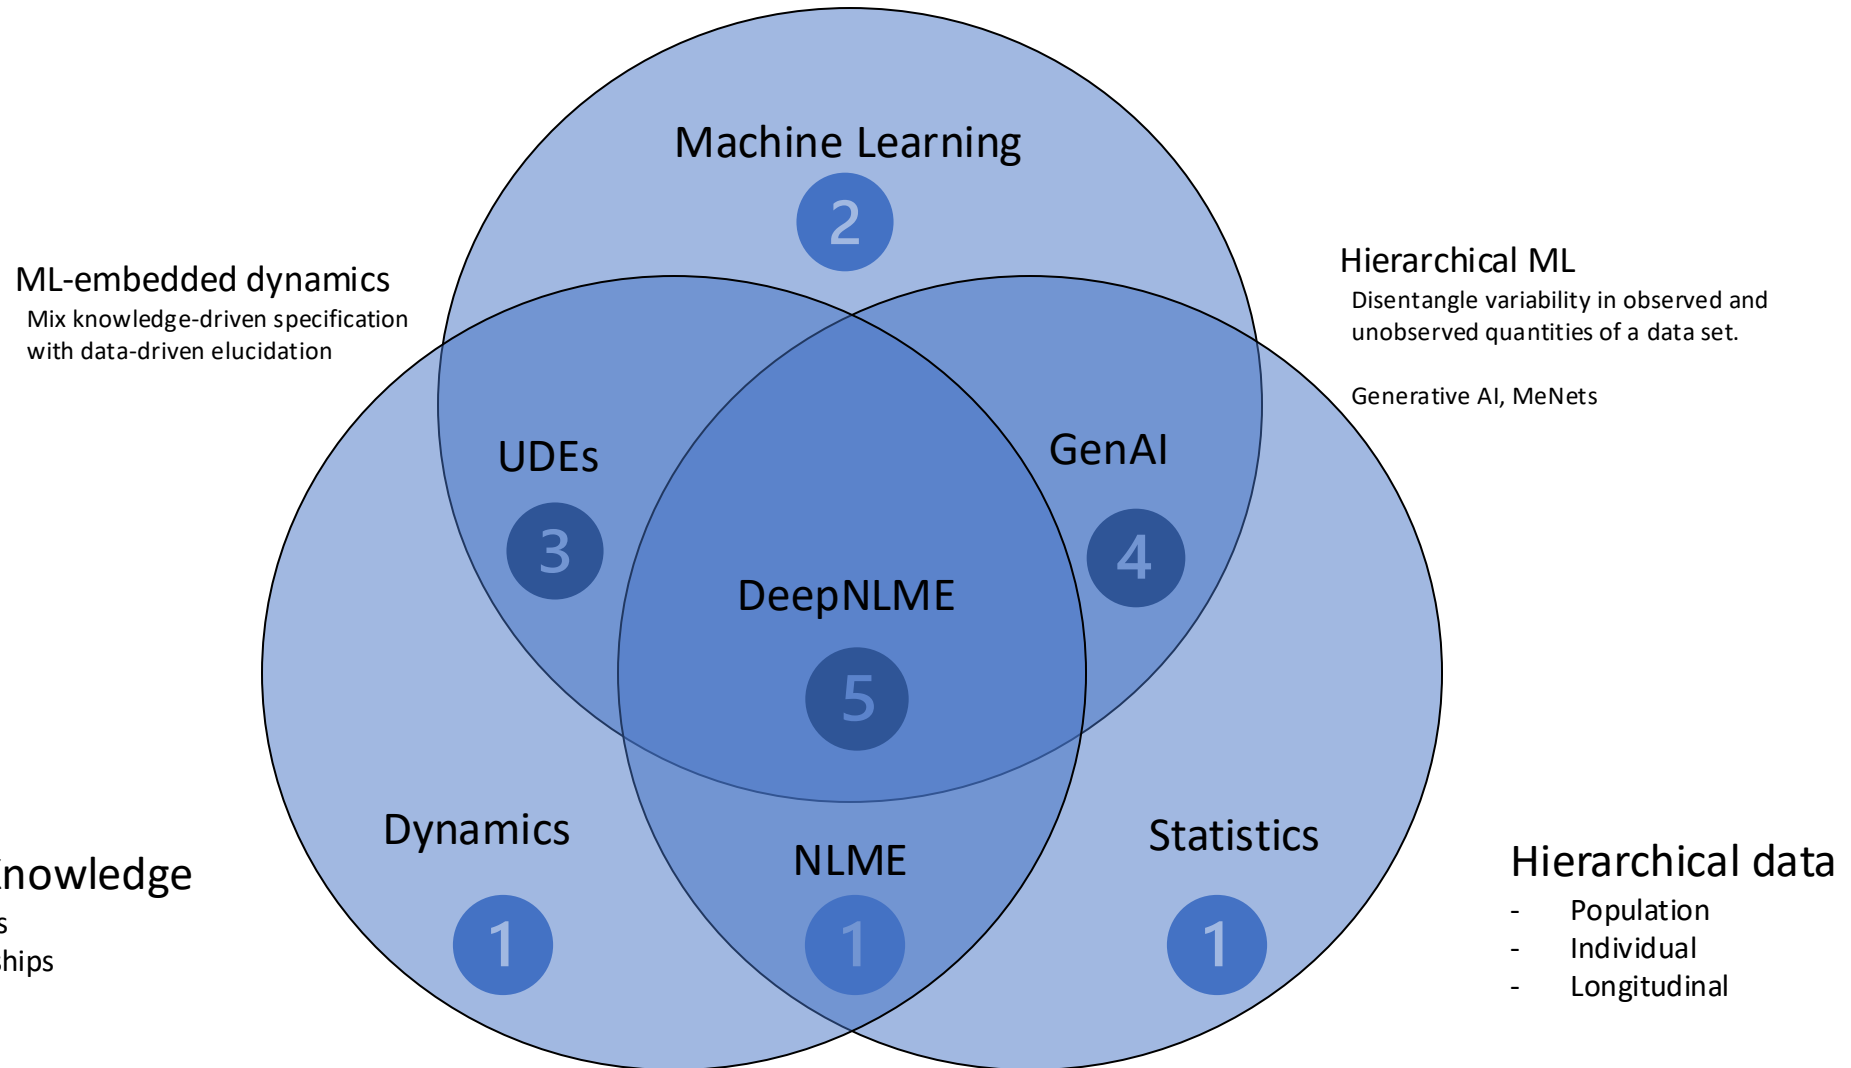 Machine Learning
2
ML-embedded dynamics
Mix knowledge-driven specification
with data-driven elucidation
Hierarchical ML
Disentangle variability in observed and
unobserved quantities of a data set.
Generative AI, MeNets
UDEs
3
GenAI
4
DeepNLME
5
Dynamics
1
NLME
1
Statistics
1
Hierarchical data
- Population
- Individual
- Longitudinal